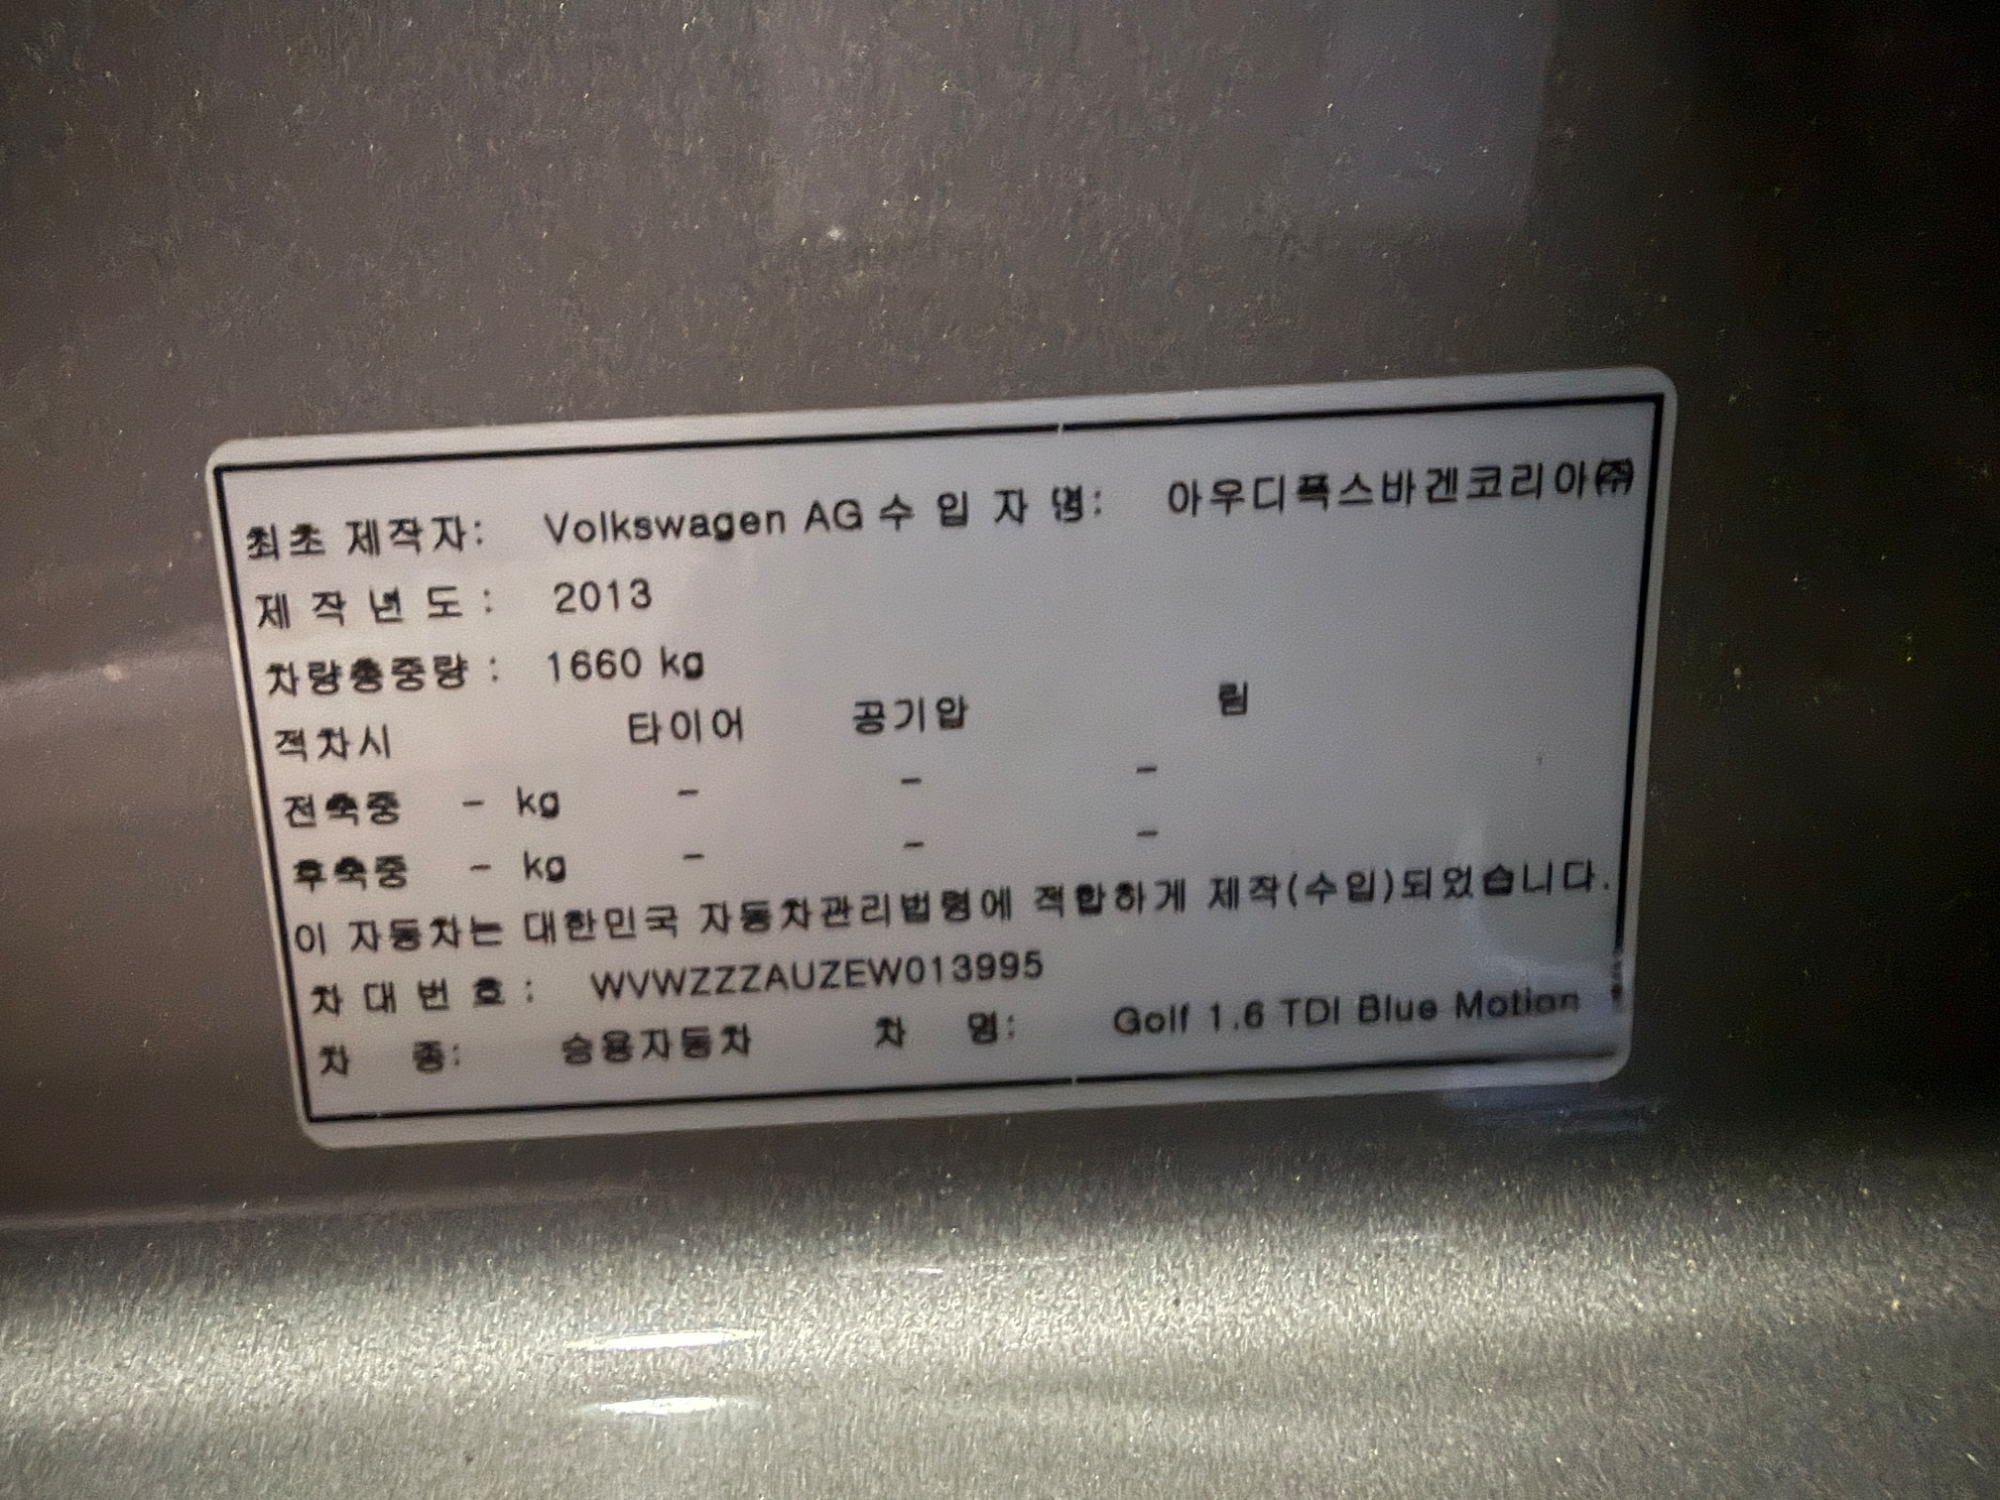 최초 제작자: Volkswagen AG 수 입 자 명: 아우디폭스바겐코리아㈜
제 작 년 도 : 2013
차량총중량 : 1660 kg
적차시 타이어 공기압 림
전축중 - kg - - -
후축중 - kg - - -
이 자동차는 대한민국 자동차관리법령에 적합하게 제작(수입)되었습니다.
차 대 번 호 : WVWZZZAUZEW013995
차 종: 승용자동차 차 명: Golf 1.6 TDI Blue Motion